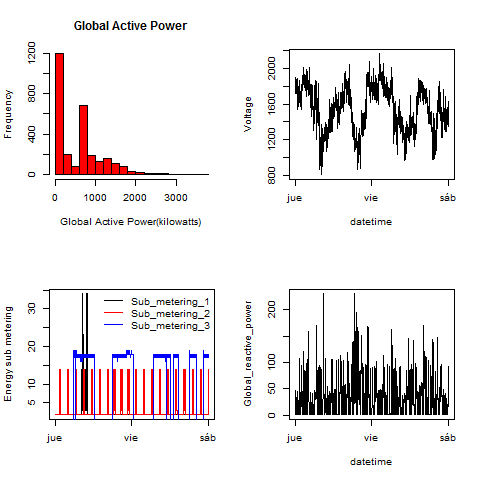 Global Active Power
Frequency
0 400 800 1200
0 1000 2000 3000
Global Active Power(kilowatts)
Voltage
800 1200 1600 2000
jue vie sáb
datetime
Energy sub metering
5 10 20 30
Sub_metering_1
Sub_metering_2
Sub_metering_3
jue vie sáb
Global_reactive_power
0 50 100 200
jue vie sáb
datetime